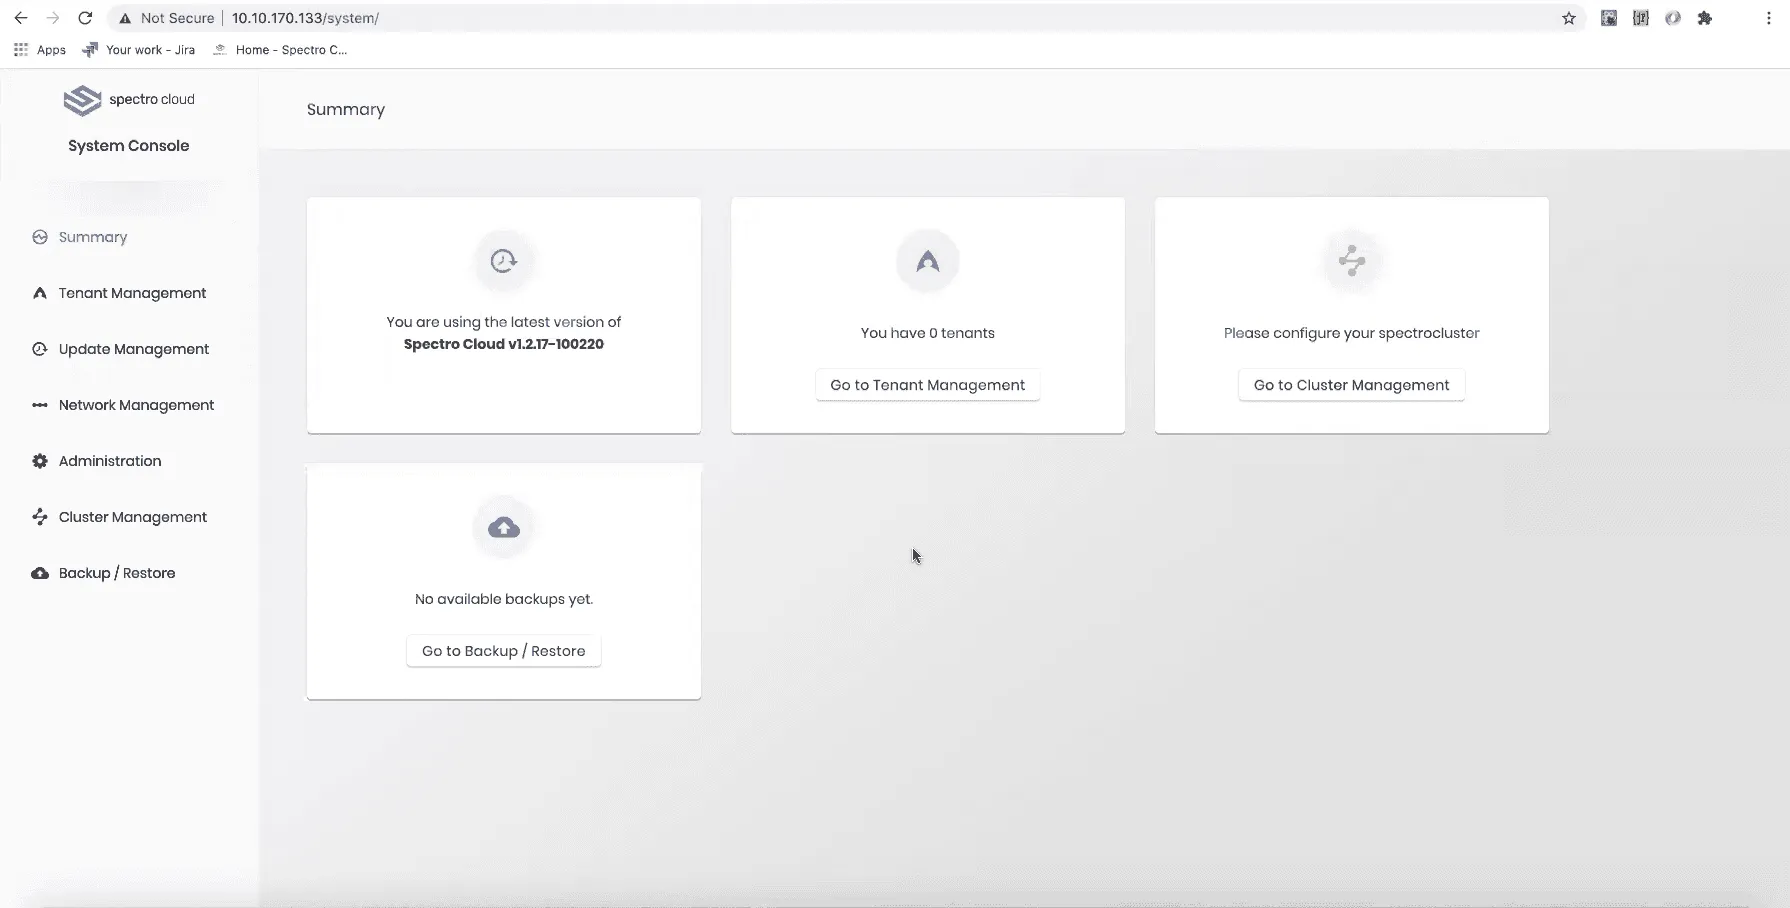 Not Secure | 10.10.170.133/system/
Apps
Your work - Jira
Home - Spectro C...
spectro cloud
System Console
Summary
Tenant Management
Update Management
Network Management
Administration
Cluster Management
Backup / Restore
Summary
You are using the latest version of
Spectro Cloud v1.2.17-100220
You have 0 tenants
Go to Tenant Management
Please configure your spectrocluster
Go to Cluster Management
No available backups yet.
Go to Backup / Restore